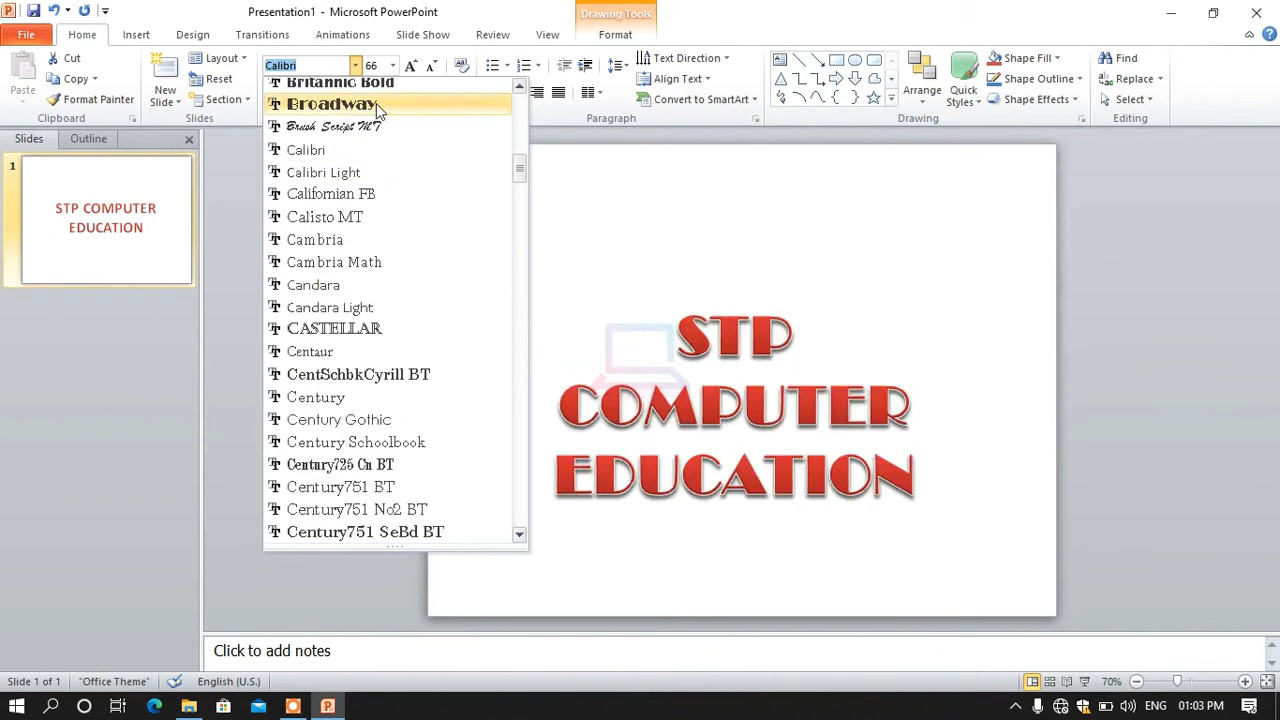 Presentation1 - Microsoft PowerPoint
Drawing Tools
File
Home
Insert
Design
Transitions
Animations
Slide Show
Review
View
Format
Paste
Cut
Copy
Format Painter
Clipboard
New
Slide
Layout
Reset
Section
Slides
Calibri
66
Text Direction
Align Text
Convert to SmartArt
Paragraph
Arrange
Quick
Styles
Shape Fill
Shape Outline
Shape Effects
Drawing
Find
Replace
Select
Editing
Slides
Outline
1
STP COMPUTER
EDUCATION
Britannic Bold
Broadway
Brush Script MT
Calibri
Calibri Light
Californian FB
Calisto MT
Cambria
Cambria Math
Candara
Candara Light
CASTELLAR
Centaur
CentSchbkCyrill BT
Century
Century Gothic
Century Schoolbook
Century725 Cn BT
Century751 BT
Century751 No2 BT
Century751 SeBd BT
STP
COMPUTER
EDUCATION
Click to add notes
Slide 1 of 1
"Office Theme"
English (U.S.)
70%
ENG
01:03 PM